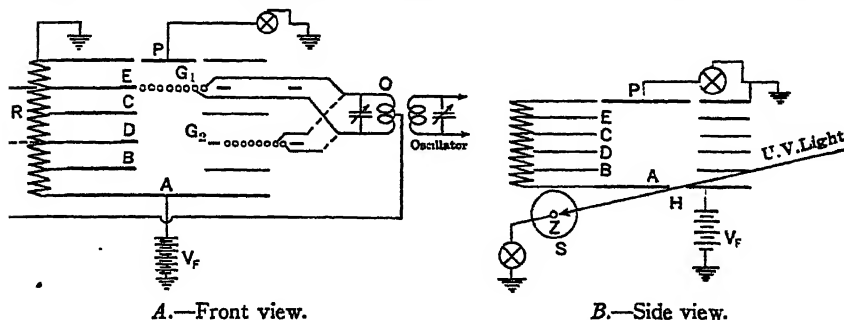 P
E
G1
C
R
D
G2
B
A
VF
O
Oscillator
P
E
C
D
B
A
U.V.Light
H
Z
S
VF
A.—Front view.
B.—Side view.